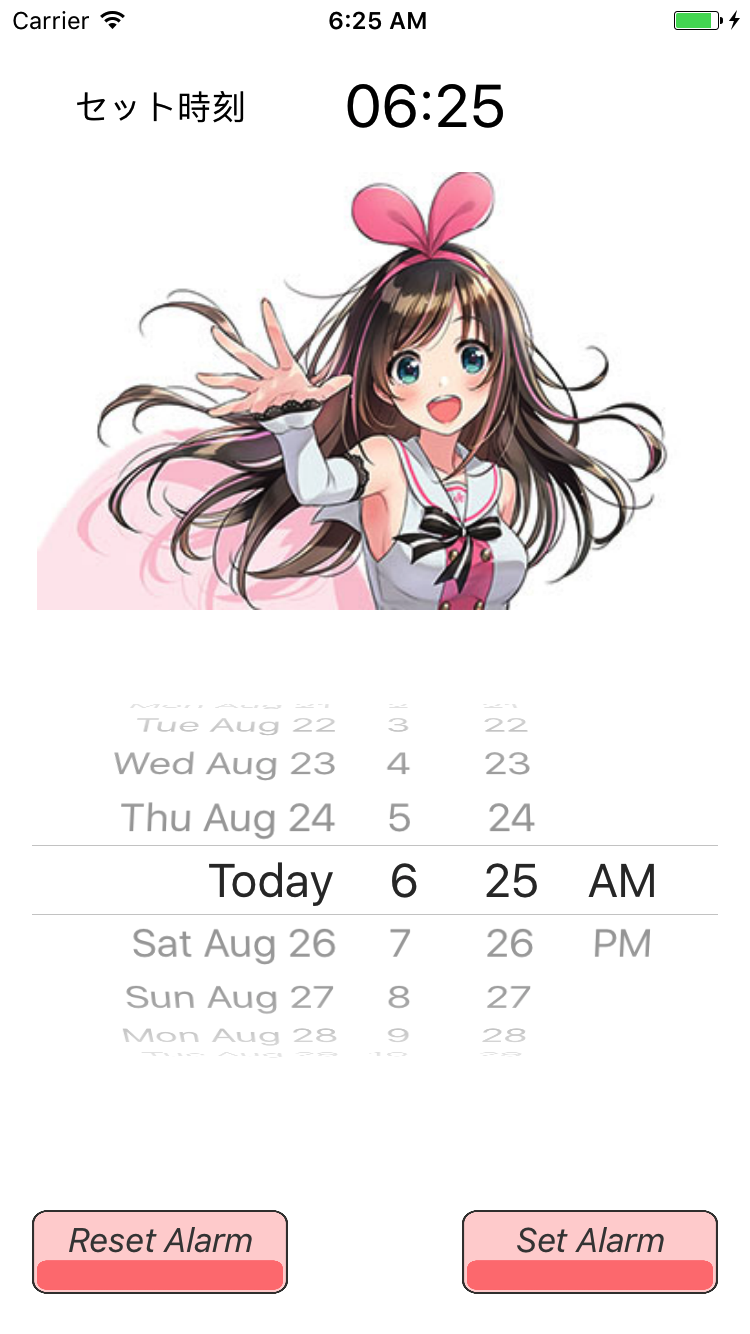 Carrier 6:25 AM
セット時刻 06:25
Tue Aug 22 3 22
Wed Aug 23 4 23
Thu Aug 24 5 24
Today 6 25 AM
Sat Aug 26 7 26 PM
Sun Aug 27 8 27
Mon Aug 28 9 28
Reset Alarm Set Alarm